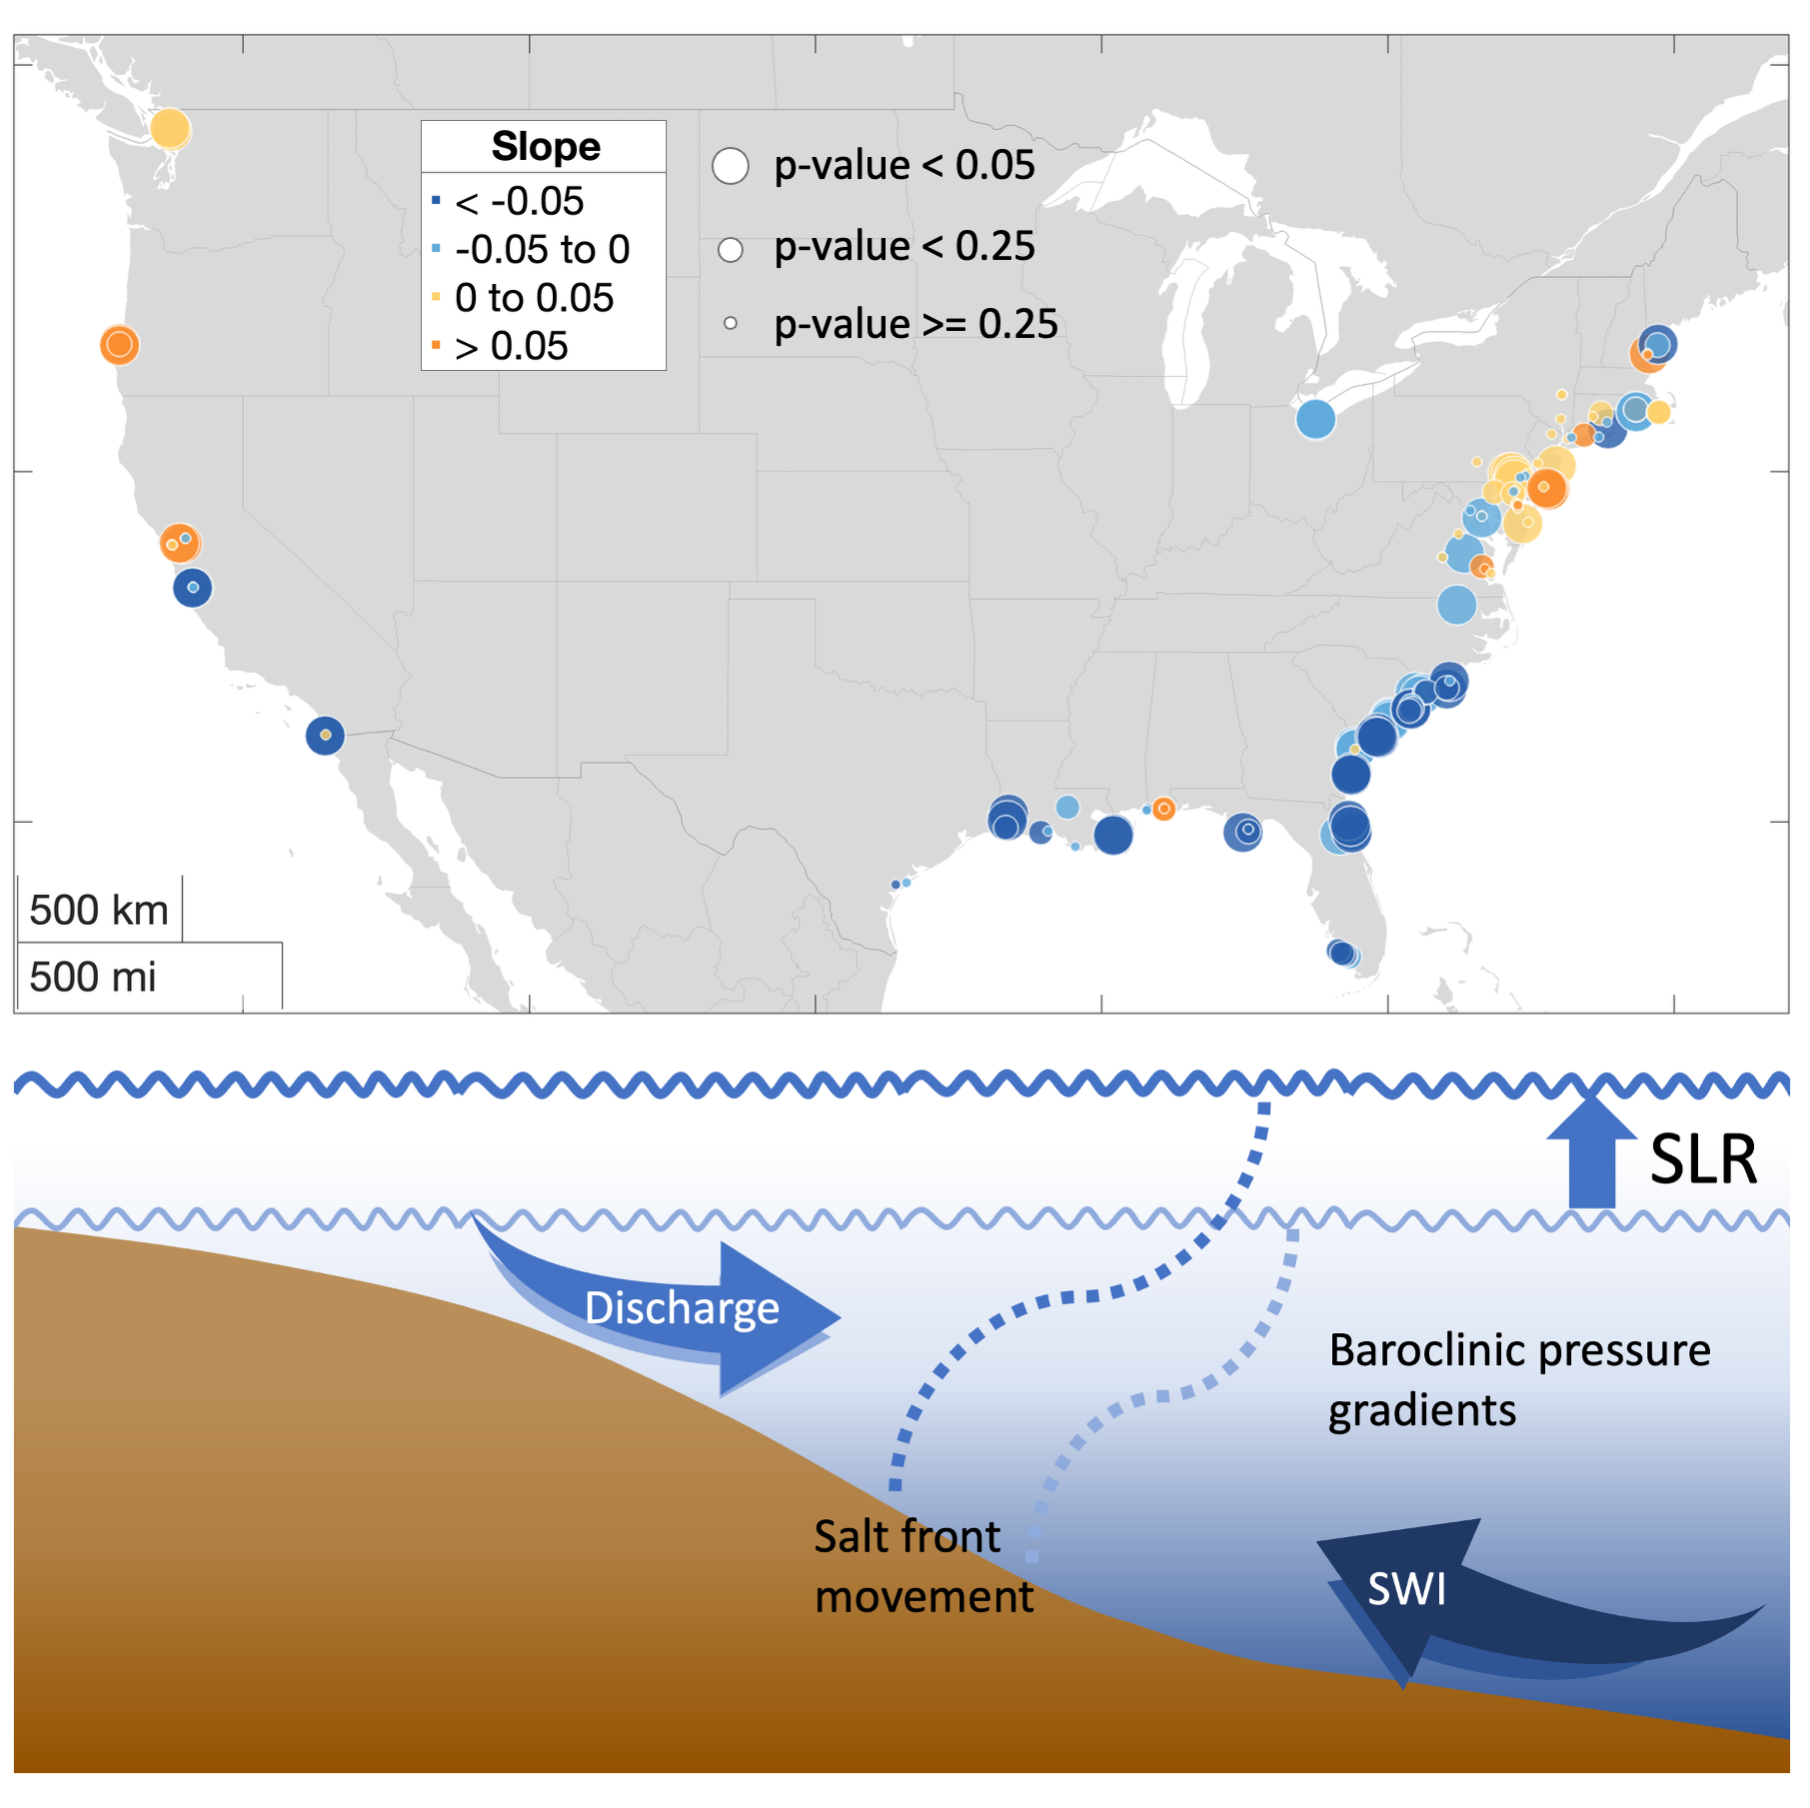 Slope
< -0.05
-0.05 to 0
0 to 0.05
> 0.05
p-value < 0.05
p-value < 0.25
p-value >= 0.25
500 km
500 mi
SLR
Discharge
Baroclinic pressure
gradients
Salt front
movement
SWI